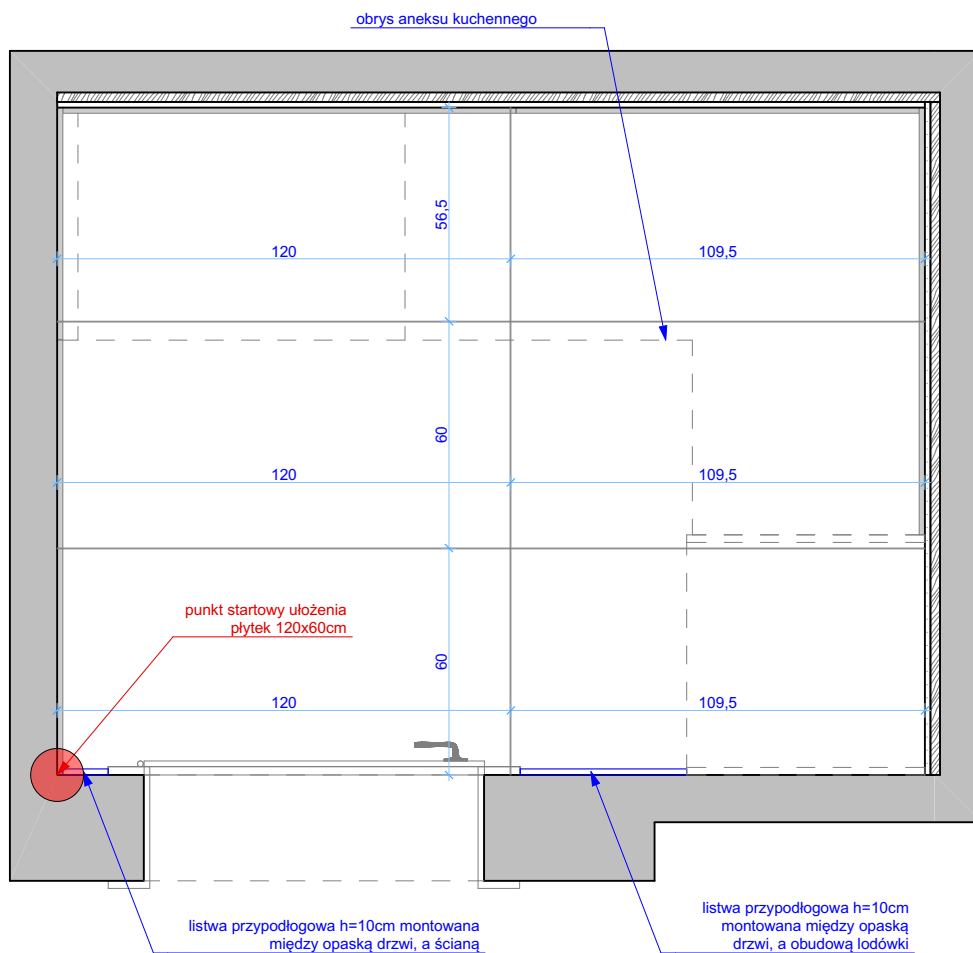 obrys aneksu kuchennego
56,5
120
109,5
60
120
109,5
punkt startowy ułożenia
płytek 120x60cm
60
120
109,5
listwa przypodłogowa h=10cm montowana
między opaską drzwi, a ścianą
listwa przypodłogowa h=10cm
montowana między opaską
drzwi, a obudową lodówki